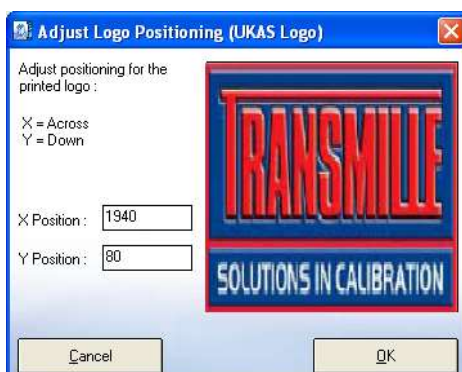 Adjust Logo Positioning (UKAS Logo)
Adjust positioning for the
printed logo :
X = Across
Y = Down
X Position : 1940
Y Position : 80
TRANSMILLE
SOLUTIONS IN CALIBRATION
Cancel
OK